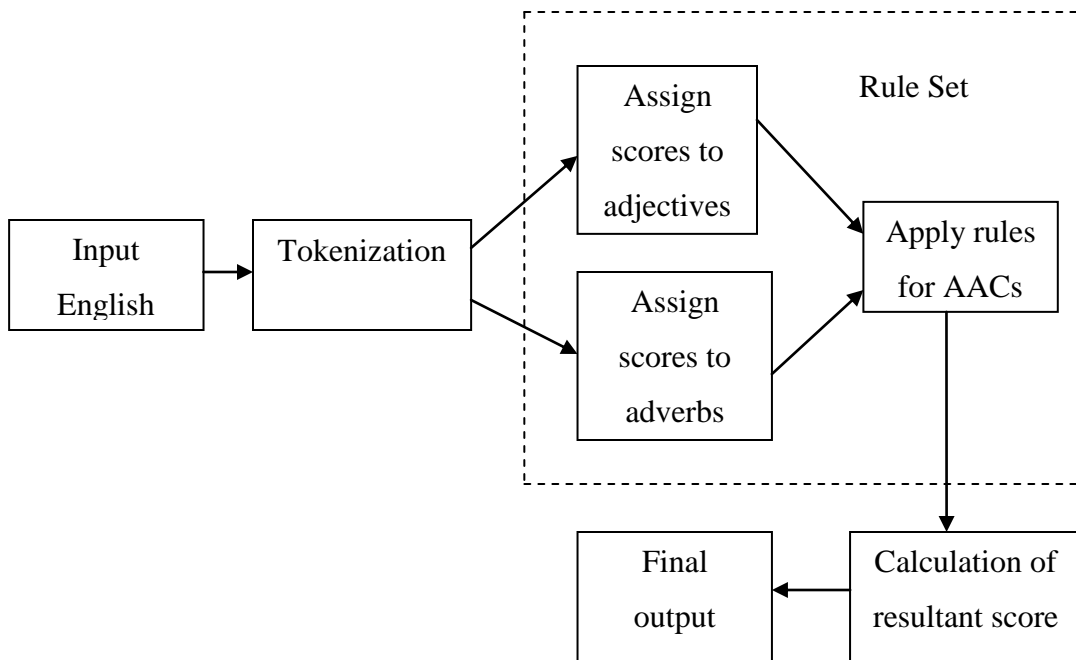 Input
English
Tokenization
Assign
scores to
adjectives
Assign
scores to
adverbs
Rule Set
Apply rules
for AACs
Calculation of
resultant score
Final
output